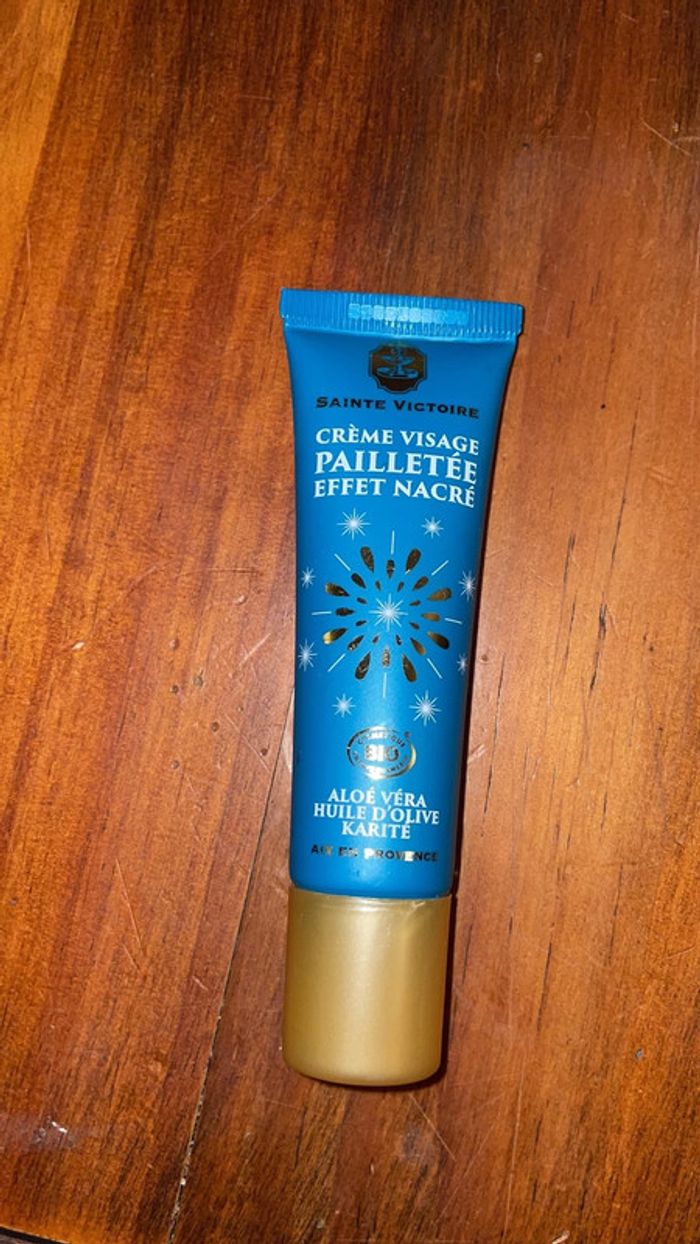 SAINTE VICTOIRE
CRÈME VISAGE
PAILLETÉE
EFFET NACRÉ
BIO
ALOÉ VÉRA
HUILE D'OLIVE
KARITÉ
AIX EN PROVENCE